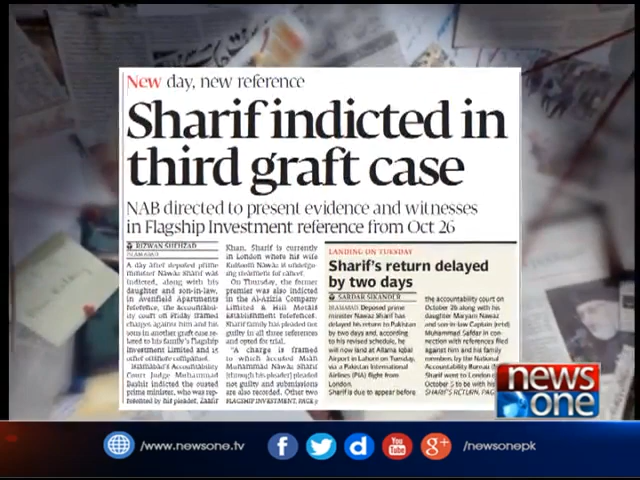 New day, new reference
Sharif indicted in
third graft case
NAB directed to present evidence and witnesses
in Flagship Investment reference from Oct 26
RIZWAN SHEHZAD
ISLAMABAD
A day after deposed prime
minister Nawaz Sharif was
indicted, along with his
daughter and son-in-law,
in Avenfield Apartments
reference, the accountabil-
ity court on Friday framed
charges against him and his
sons in another graft case re-
lated to his family's Flagship
Investment Limited and 15
other offshore companies.
Islamabad's Accountability
Court Judge Muhammad
Bashir indicted the ousted
prime minister, who was rep-
resented by his pleader, Zaafir
Khan. Sharif is currently
in London where his wife
Kulsoom Nawaz is undergo-
ing treatment for cancer.
On Thursday, the former
premier was also indicted
in the Al-Azizia Company
Limited & Hill Metals
Establishment references.
Sharif family has pleaded not
guilty in all three references
and opted for trial.
"A charge is framed
to which accused Mian
Muhammad Nawaz Sharif
[through his pleader] pleaded
not guilty and submissions
are also recorded. Other two
FLAGSHIP INVESTMENT, PAGE
LANDING ON TUESDAY
Sharif's return delayed
by two days
SARDAR SIKANDER
ISLAMABAD. Deposed prime
minister Nawaz Sharif has
delayed his return to Pakistan
by two days and, according
to his revised schedule, he
will now land at Allama Iqbal
Airport in Lahore on Tuesday,
via a Pakistan International
Airlines (PIA) flight from
London.
Sharif is due to appear before
the accountability court on
October 26 along with his
daughter Maryam Nawaz
and son-in-law Captain (retd)
Muhammad Safdar in con-
nection with references filed
against him and his family
members by the National
Accountability Bureau
Sharif went to London
October 5 to be with his
SHARIF'S RETURN, PAG
news
one
/www.newsone.tv
f
d
You
Tube
g+
/newsonepk